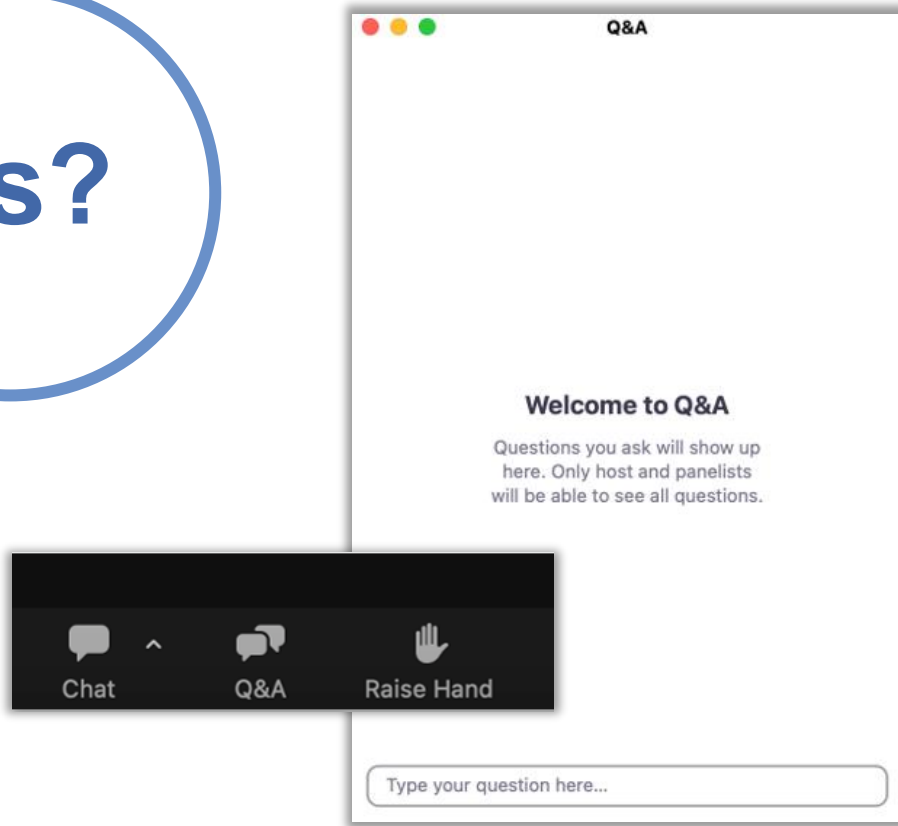 s?
Q&A
Welcome to Q&A
Questions you ask will show up
here. Only host and panelists
will be able to see all questions.
Chat
Q&A
Raise Hand
Type your question here...